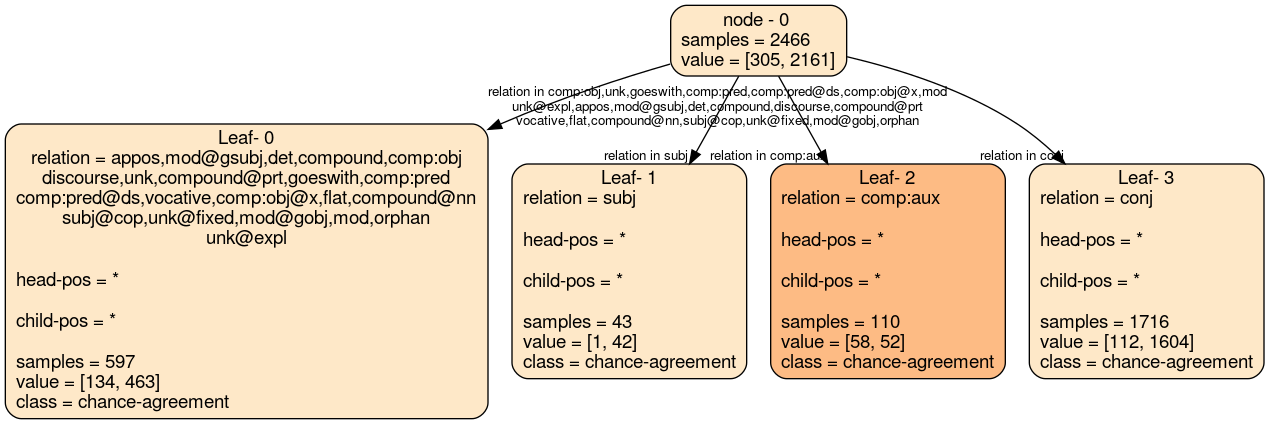 node - 0
samples = 2466
value = [305, 2161]
relation in comp:obj,unk,goeswith,comp:pred,comp:pred@ds,comp:obj@x,mod
unk@expl,appos,mod@gsubj,det,compound,discourse,compound@prt
vocative,flat,compound@nn,subj@cop,unk@fixed,mod@gobj,orphan
relation in subj
relation in comp:aux
relation in conj
Leaf- 0
relation = appos,mod@gsubj,det,compound,comp:obj
discourse,unk,compound@prt,goeswith,comp:pred
comp:pred@ds,vocative,comp:obj@x,flat,compound@nn
subj@cop,unk@fixed,mod@gobj,mod,orphan
unk@expl
head-pos = *
child-pos = *
samples = 597
value = [134, 463]
class = chance-agreement
Leaf- 1
relation = subj
head-pos = *
child-pos = *
samples = 43
value = [1, 42]
class = chance-agreement
Leaf- 2
relation = comp:aux
head-pos = *
child-pos = *
samples = 110
value = [58, 52]
class = chance-agreement
Leaf- 3
relation = conj
head-pos = *
child-pos = *
samples = 1716
value = [112, 1604]
class = chance-agreement